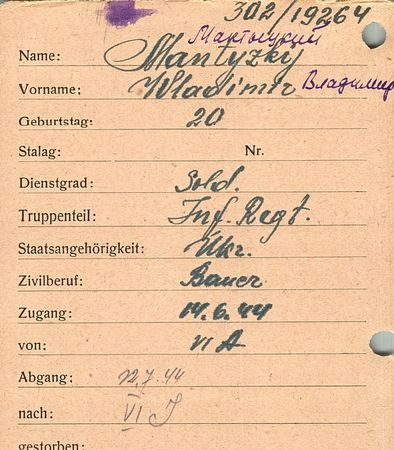 302/19264
Мартыцкий
Name: Mantyzky
Vorname: Wladimir Владимир
Geburtstag: 20
Stalag: Nr.
Dienstgrad: Sold.
Truppenteil: Inf. Regt.
Staatsangehörigkeit: Ukr.
Zivilberuf: Bauer
Zugang: 14.6.44
von: VI A
Abgang: 12.7.44
nach: VI J
gestorben: